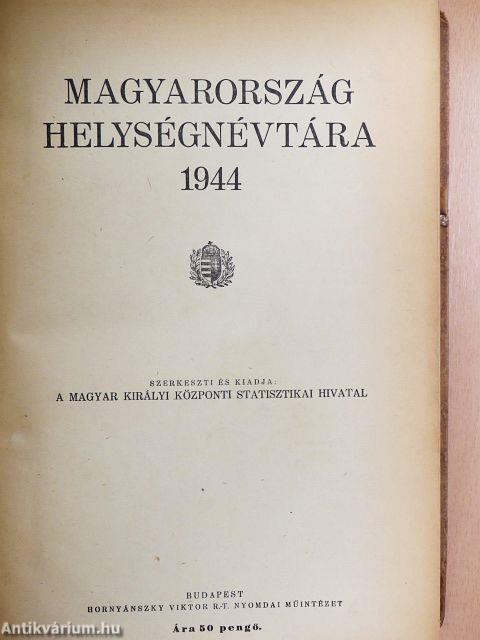 MAGYARORSZÁG
HELYSÉGNÉVTÁRA
1944
SZERKESZTI ÉS KIADJA:
A MAGYAR KIRÁLYI KÖZPONTI STATISZTIKAI HIVATAL
BUDAPEST
HORNYÁNSZKY VIKTOR R.-T. NYOMDAI MŰINTÉZET
Ára 50 pengő.
Antikvárium.hu